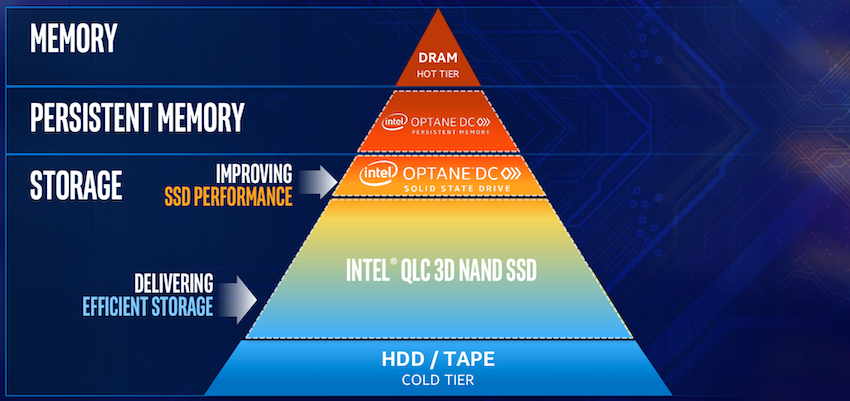 MEMORY
DRAM
HOT TIER
PERSISTENT MEMORY
intel OPTANE DC
PERSISTENT MEMORY
STORAGE
IMPROVING
SSD PERFORMANCE
intel OPTANE DC
SOLID STATE DRIVE
INTEL® QLC 3D NAND SSD
DELIVERING
EFFICIENT STORAGE
HDD / TAPE
COLD TIER